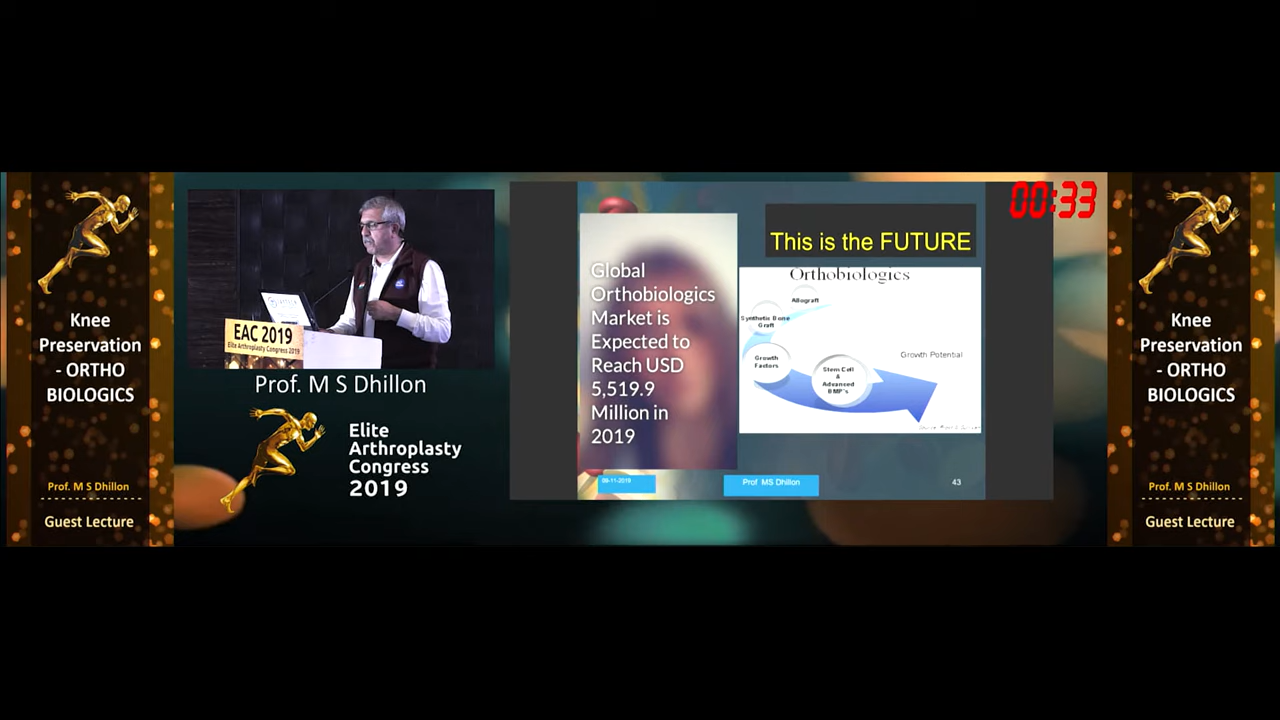 Knee
Preservation
- ORTHO
BIOLOGICS
Prof. M S Dhillon
Guest Lecture
EAC 2019
Elite Arthroplasty Congress 2019
Prof. M S Dhillon
Elite
Arthroplasty
Congress
2019
Global
Orthobiologics
Market is
Expected to
Reach USD
5,519.9
Million in
2019
This is the FUTURE
Orthobiologics
Allograft
Synthetic Bone
Graft
Growth
Factors
Stem Cell
&
Advanced
BMP's
Growth Potential
08-11-2019
Prof MS Dhillon
43
00:33
Knee
Preservation
- ORTHO
BIOLOGICS
Prof. M S Dhillon
Guest Lecture